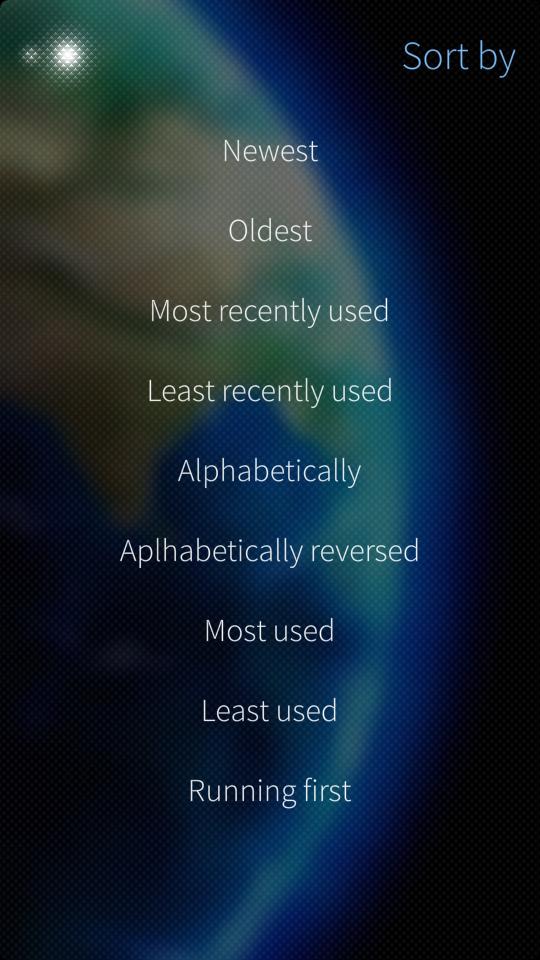 Sort by
Newest
Oldest
Most recently used
Least recently used
Alphabetically
Aplhabetically reversed
Most used
Least used
Running first